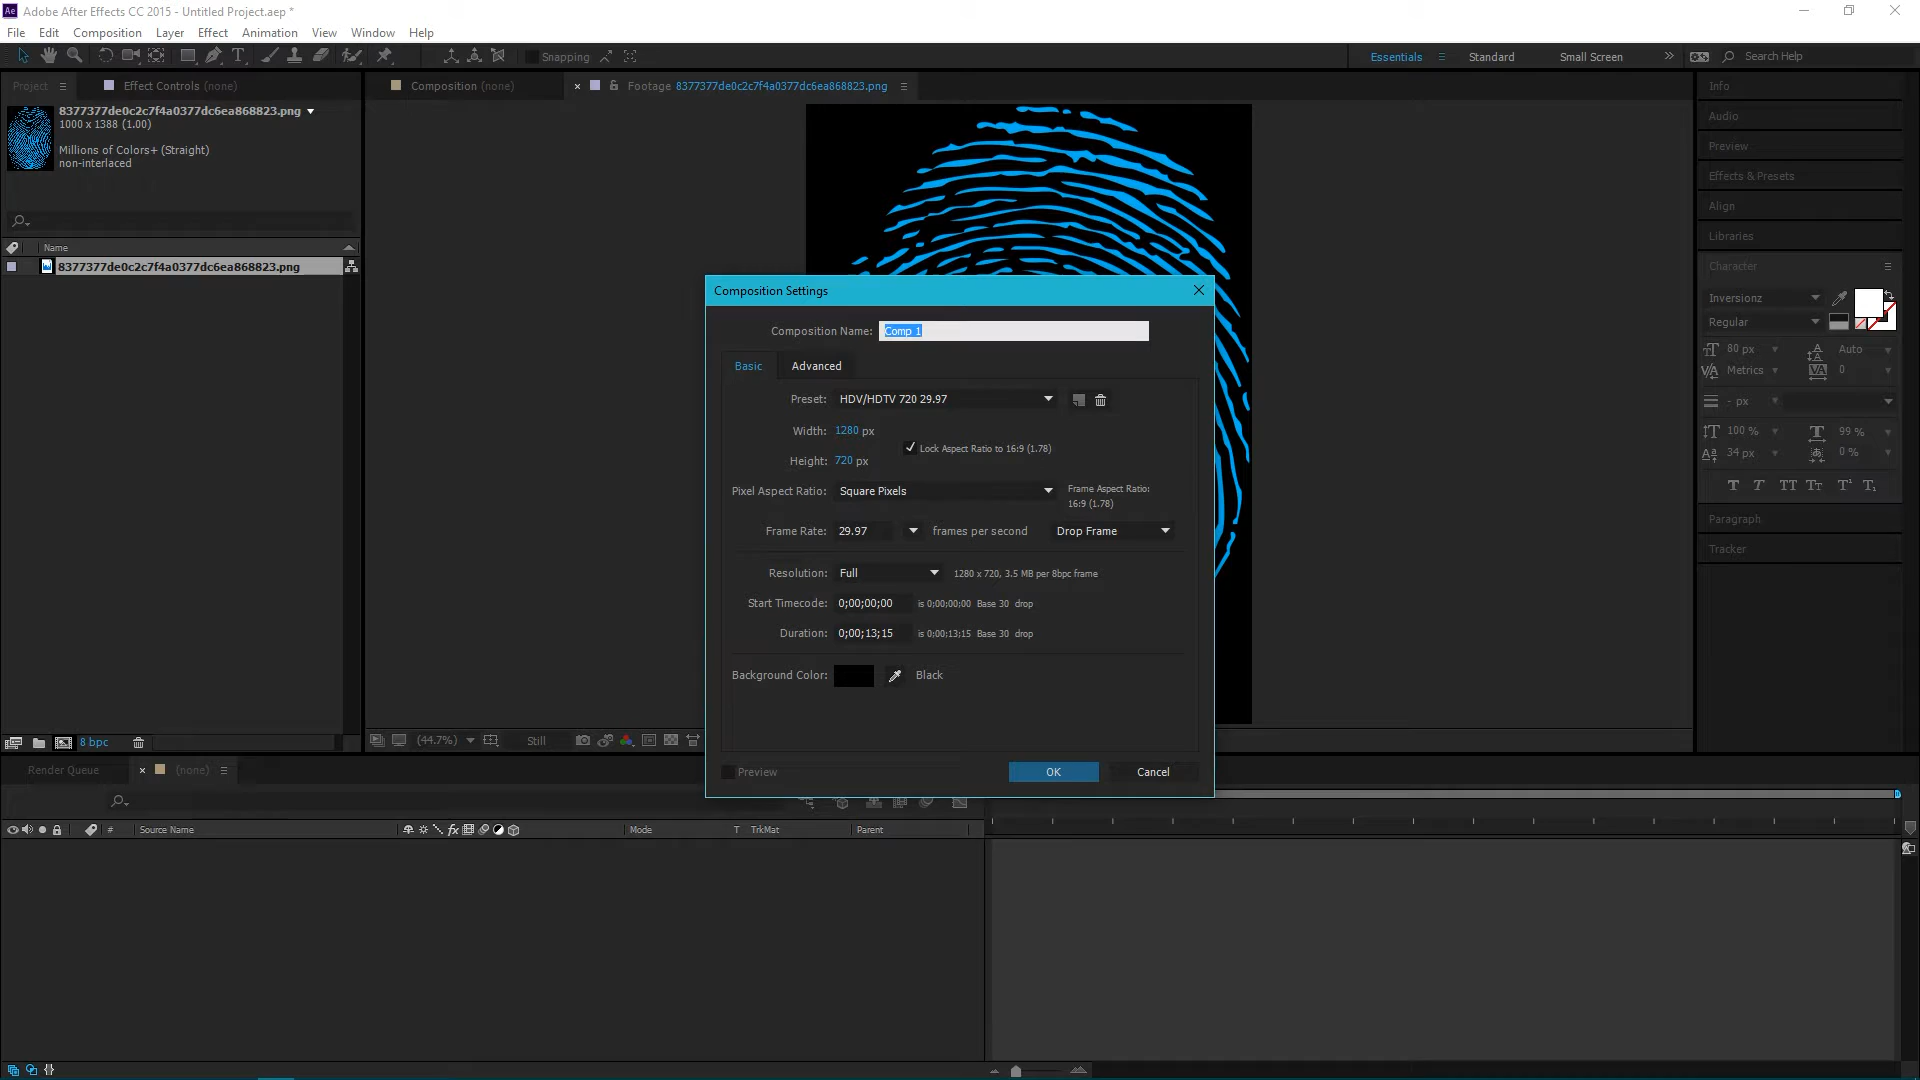 Adobe After Effects CC 2015 - Untitled Project.aep *
File Edit Composition Layer Effect Animation View Window Help
Snapping
Essentials
Standard
Small Screen
Search Help
Project
Effect Controls (none)
Composition (none)
Footage 8377377de0c2c7f4a0377dc6ea868823.png
8377377de0c2c7f4a0377dc6ea868823.png
1000 x 1388 (1.00)
Millions of Colors+ (Straight)
non-interlaced
Name
8377377de0c2c7f4a0377dc6ea868823.png
8 bpc
(44.7%)
Still
Composition Settings
Composition Name: Comp 1
Basic
Advanced
Preset: HDV/HDTV 720 29.97
Width: 1280 px
Lock Aspect Ratio to 16:9 (1.78)
Height: 720 px
Pixel Aspect Ratio: Square Pixels
Frame Aspect Ratio:
16:9 (1.78)
Frame Rate: 29.97 frames per second Drop Frame
Resolution: Full 1280 x 720, 3.5 MB per 8bpc frame
Start Timecode: 0;00;00;00 is 0;00;00;00 Base 30 drop
Duration: 0;00;13;15 is 0;00;13;15 Base 30 drop
Background Color: Black
Preview
OK
Cancel
Info
Audio
Preview
Effects & Presets
Align
Libraries
Character
Inversionz
Regular
80 px
Auto
Metrics
0
- px
100 %
99 %
34 px
0 %
T T TT Tt T¹ T₁
Paragraph
Tracker
Render Queue
(none)
# Source Name
Mode
T TrkMat
Parent